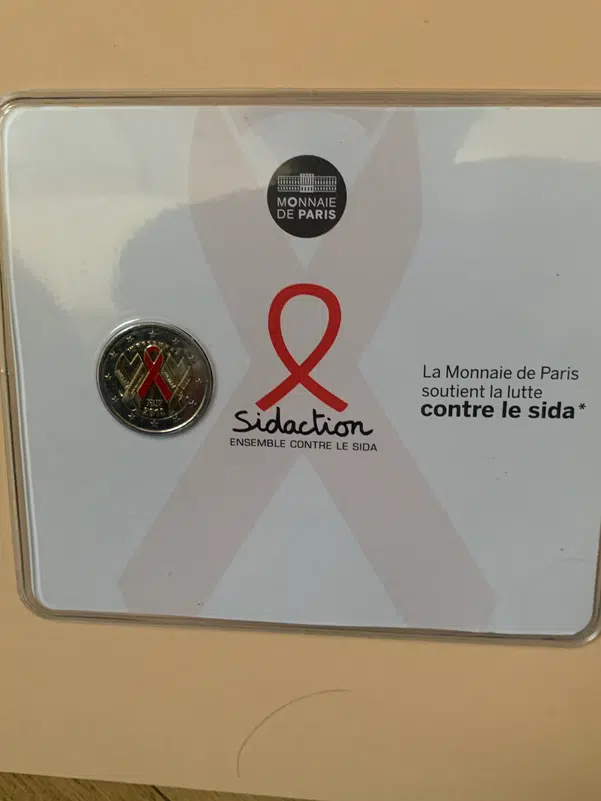 MONNAIE
DE PARIS
Sidaction
ENSEMBLE CONTRE LE SIDA
La Monnaie de Paris
soutient la lutte
contre le sida*